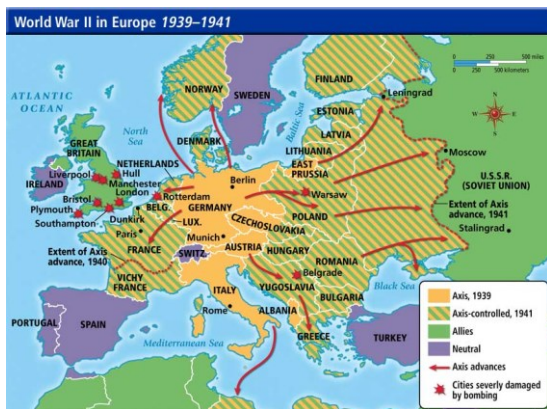 World War II in Europe 1939–1941
ATLANTIC
OCEAN
North
Sea
NORWAY
SWEDEN
FINLAND
Leningrad
0 250 500 miles
0 250 500 kilometers
N
W
E
S
Baltic Sea
ESTONIA
LATVIA
LITHUANIA
EAST
PRUSSIA
DENMARK
Moscow
U.S.S.R.
(SOVIET UNION)
GREAT
BRITAIN
IRELAND
Liverpool
Hull
Manchester
London
Bristol
Plymouth
Southampton
NETHERLANDS
Rotterdam
BELG.
Dunkirk
LUX.
Paris
FRANCE
Berlin
GERMANY
Munich
Warsaw
POLAND
CZECHOSLOVAKIA
Extent of Axis
advance, 1941
Stalingrad
Extent of Axis
advance, 1940
SWITZ.
AUSTRIA
HUNGARY
ROMANIA
VICHY
FRANCE
ITALY
Rome
YUGOSLAVIA
Belgrade
BULGARIA
Black Sea
ALBANIA
GREECE
TURKEY
PORTUGAL
SPAIN
Mediterranean Sea
Axis, 1939
Axis-controlled, 1941
Allies
Neutral
Axis advances
Cities severly damaged
by bombing